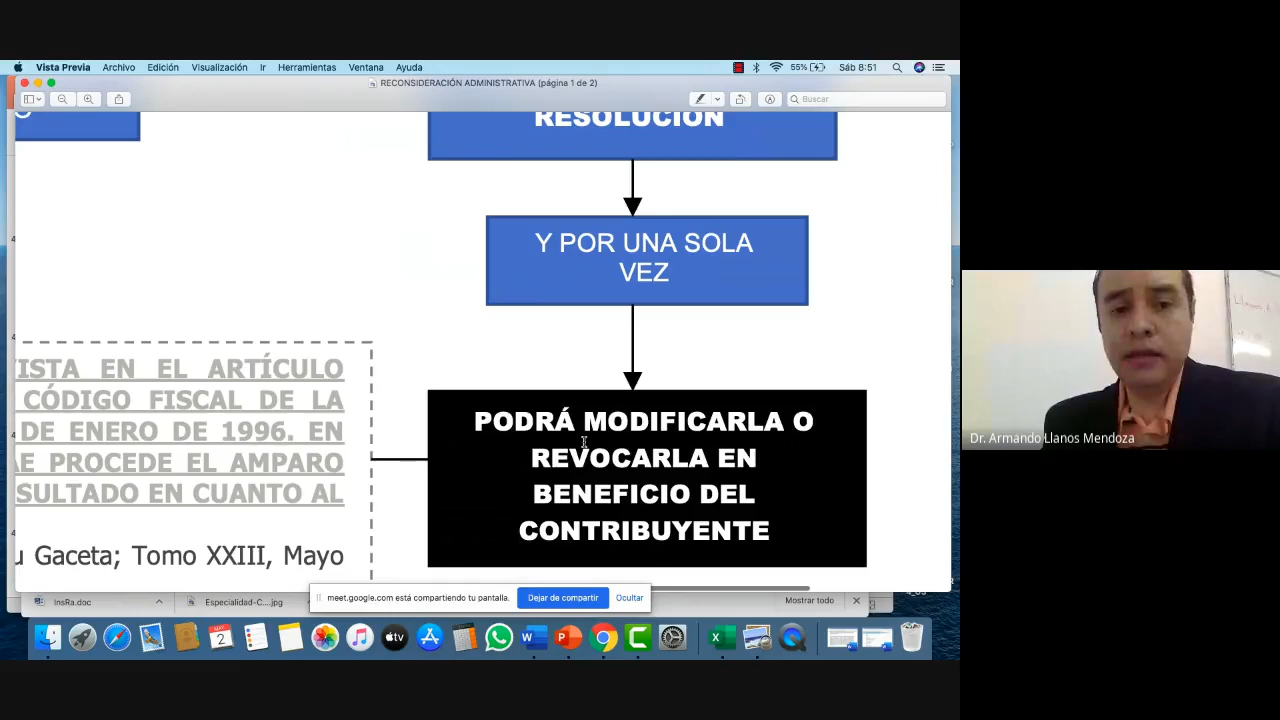 Vista Previa Archivo Edición Visualización Ir Herramientas Ventana Ayuda 55% Sáb 8:51
RECONSIDERACIÓN ADMINISTRATIVA (página 1 de 2)
Buscar
RESOLUCIÓN
Y POR UNA SOLA
VEZ
ISTA EN EL ARTÍCULO
CÓDIGO FISCAL DE LA
DE ENERO DE 1996. EN
PROCEDE EL AMPARO
SULTADO EN CUANTO AL
Gaceta; Tomo XXIII, Mayo
PODRÁ MODIFICARLA O
REVOCARLA EN
BENEFICIO DEL
CONTRIBUYENTE
meet.google.com está compartiendo tu pantalla. Dejar de compartir Ocultar
InsRa.doc Especialidad-C....jpg Mostrar todo
MAY
2
tv
Dr. Armando Llanos Mendoza